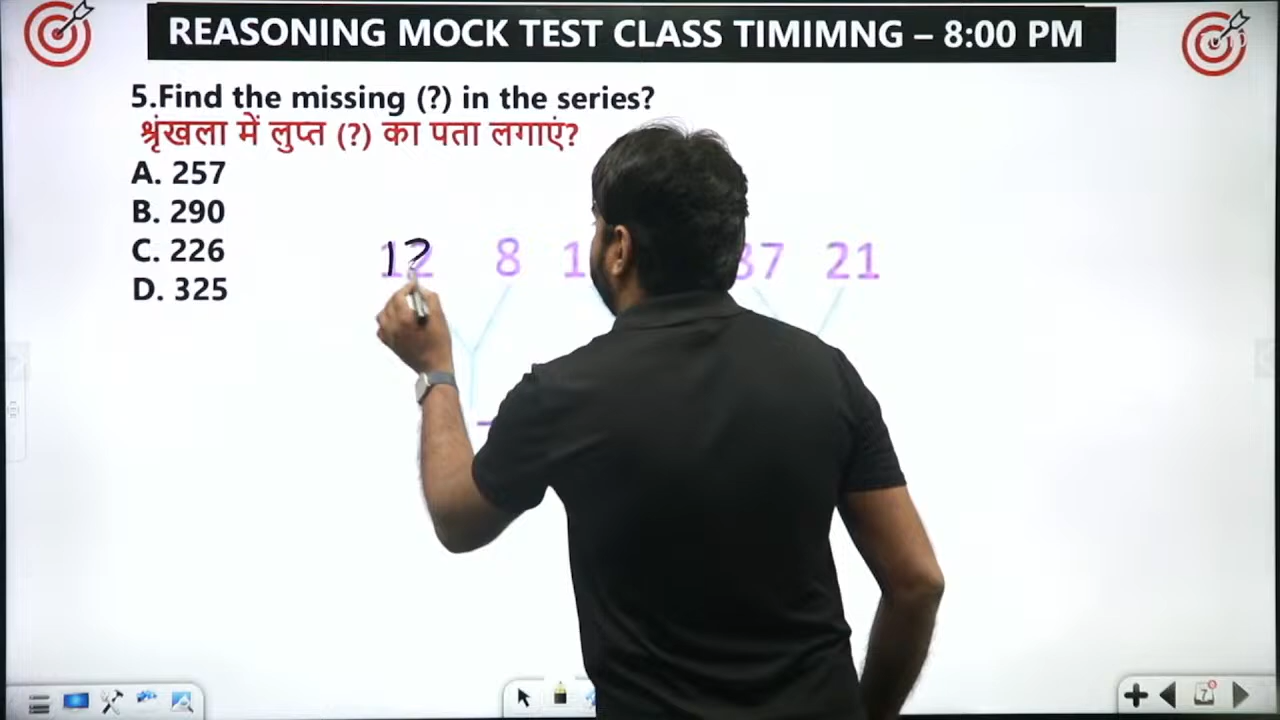 REASONING MOCK TEST CLASS TIMIMNG – 8:00 PM
5.Find the missing (?) in the series?
श्रृंखला में लुप्त (?) का पता लगाएं?
A. 257
B. 290
C. 226
D. 325
12 8 21